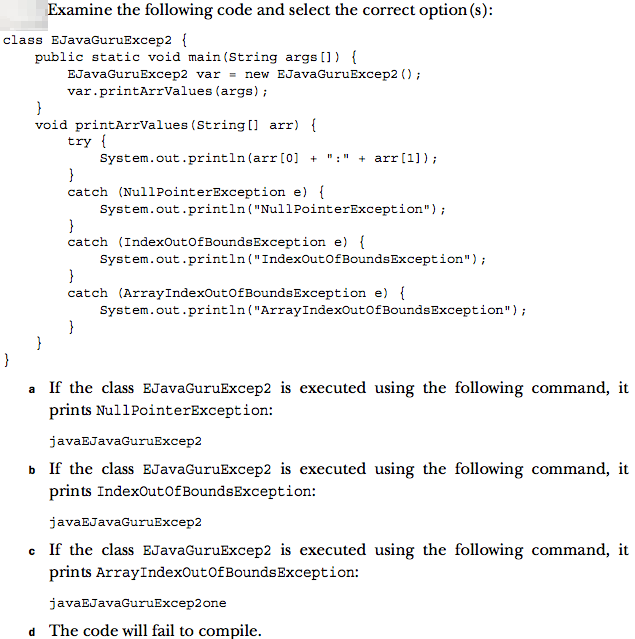 Examine the following code and select the correct option(s):
class EJavaGuruExcep2 {
public static void main(String args[]) {
EJavaGuruExcep2 var = new EJavaGuruExcep2();
var.printArrValues(args);
}
void printArrValues(String[] arr) {
try {
System.out.println(arr[0] + ":" + arr[1]);
}
catch (NullPointerException e) {
System.out.println("NullPointerException");
}
catch (IndexOutOfBoundsException e) {
System.out.println("IndexOutOfBoundsException");
}
catch (ArrayIndexOutOfBoundsException e) {
System.out.println("ArrayIndexOutOfBoundsException");
}
}
}
a If the class EJavaGuruExcep2 is executed using the following command, it
prints NullPointerException:
javaEJavaGuruExcep2
b If the class EJavaGuruExcep2 is executed using the following command, it
prints IndexOutOfBoundsException:
javaEJavaGuruExcep2
c If the class EJavaGuruExcep2 is executed using the following command, it
prints ArrayIndexOutOfBoundsException:
javaEJavaGuruExcep2one
d The code will fail to compile.